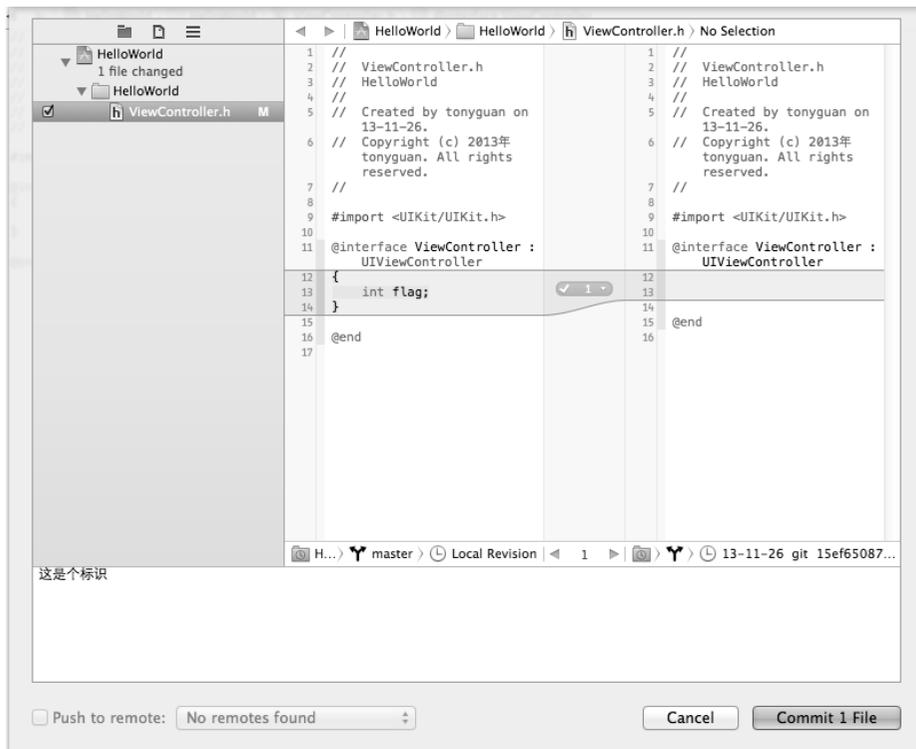 HelloWorld
1 file changed
HelloWorld
ViewController.h M
HelloWorld 〉 HelloWorld 〉 ViewController.h 〉 No Selection
1 //
2 // ViewController.h
3 // HelloWorld
4 //
5 // Created by tonyguan on
13-11-26.
6 // Copyright (c) 2013年
tonyguan. All rights
reserved.
7 //
8
9 #import <UIKit/UIKit.h>
10
11 @interface ViewController :
UIViewController
12 {
13 int flag;
14 }
15
16 @end
17
1
1 //
2 // ViewController.h
3 // HelloWorld
4 //
5 // Created by tonyguan on
13-11-26.
6 // Copyright (c) 2013年
tonyguan. All rights
reserved.
7 //
8
9 #import <UIKit/UIKit.h>
10
11 @interface ViewController :
UIViewController
12
13
14
15 @end
16
H...〉 master 〉 Local Revision 1
〉 〉 13-11-26 git 15ef65087...
这是个标识
Push to remote: No remotes found
Cancel
Commit 1 File